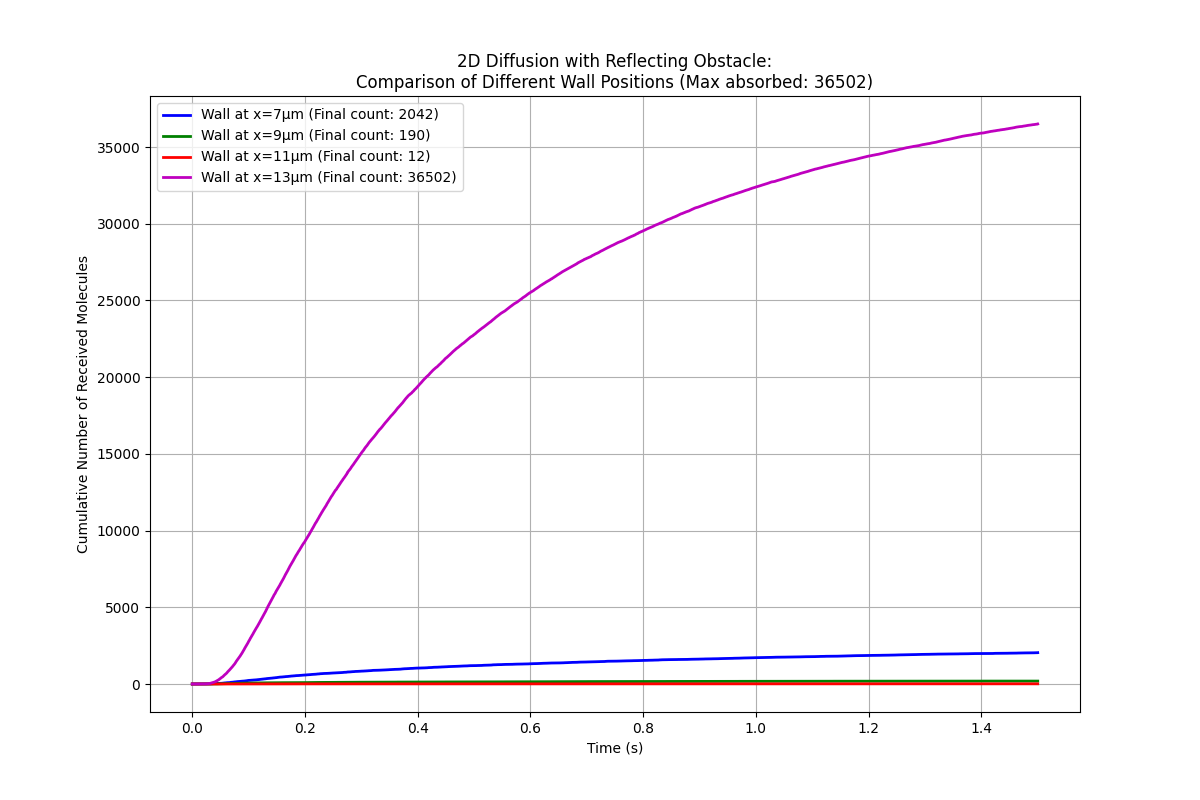 2D Diffusion with Reflecting Obstacle:
Comparison of Different Wall Positions (Max absorbed: 36502)
Wall at x=7μm (Final count: 2042)
Wall at x=9μm (Final count: 190)
Wall at x=11μm (Final count: 12)
Wall at x=13μm (Final count: 36502)
Cumulative Number of Received Molecules
35000
30000
25000
20000
15000
10000
5000
0
0.0 0.2 0.4 0.6 0.8 1.0 1.2 1.4
Time (s)